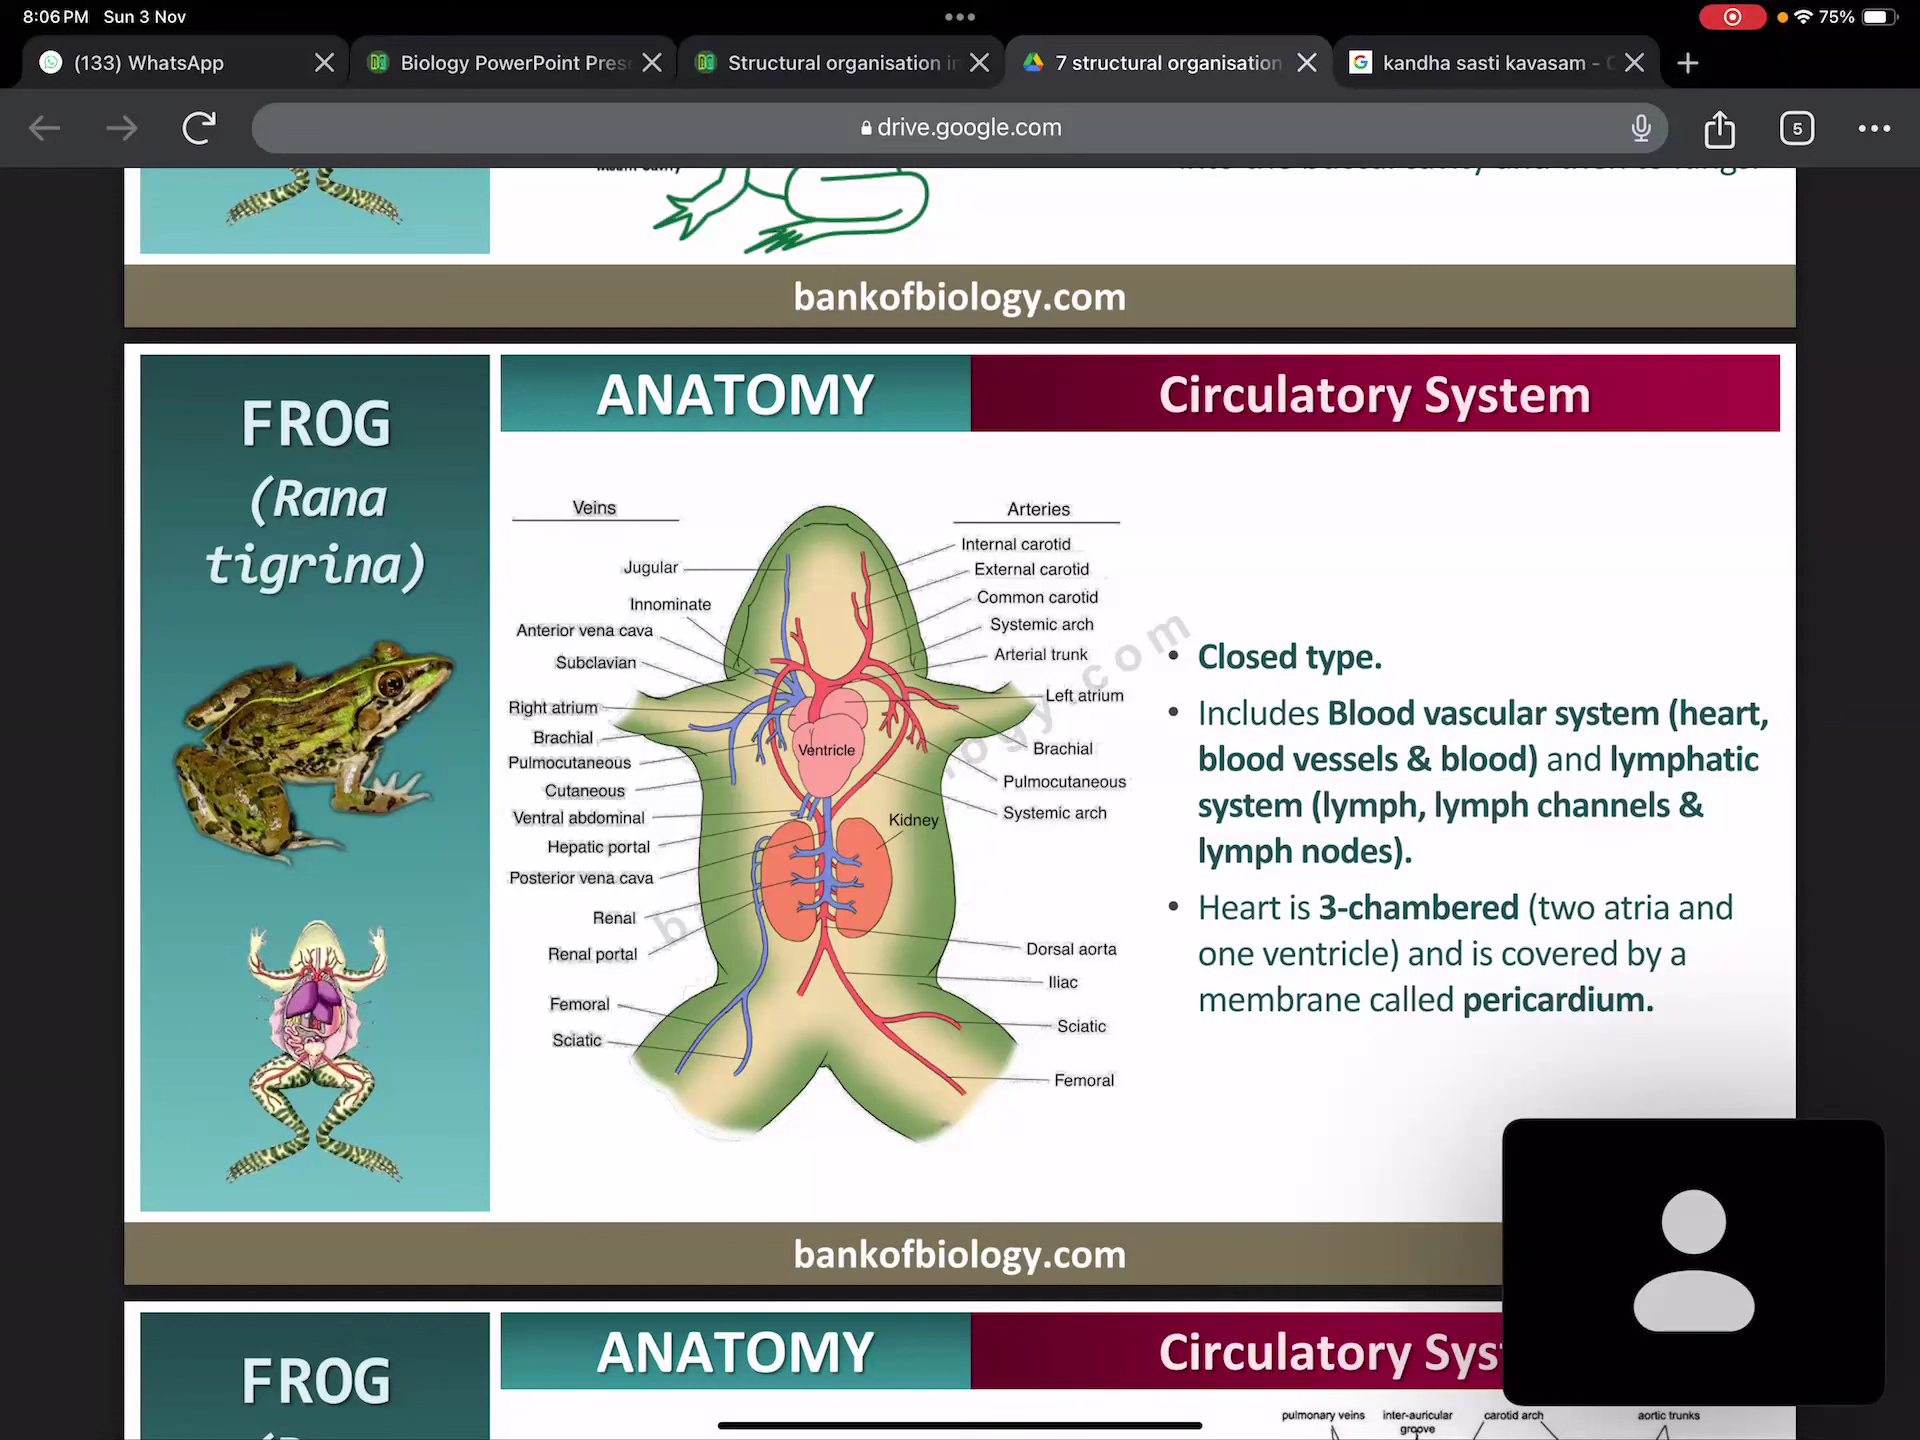 8:06 PM Sun 3 Nov
75%
(133) WhatsApp
Biology PowerPoint Pres
Structural organisation in
7 structural organisation
kandha sasti kavasam -
drive.google.com
5
bankofbiology.com
FROG
(Rana
tigrina)
ANATOMY
Circulatory System
Veins
Jugular
Innominate
Anterior vena cava
Subclavian
Right atrium
Brachial
Pulmocutaneous
Cutaneous
Ventral abdominal
Hepatic portal
Posterior vena cava
Renal
Renal portal
Femoral
Sciatic
Ventricle
Kidney
Arteries
Internal carotid
External carotid
Common carotid
Systemic arch
Arterial trunk
Left atrium
Brachial
Pulmocutaneous
Systemic arch
Dorsal aorta
Iliac
Sciatic
Femoral
• Closed type.
• Includes Blood vascular system (heart,
blood vessels & blood) and lymphatic
system (lymph, lymph channels &
lymph nodes).
• Heart is 3-chambered (two atria and
one ventricle) and is covered by a
membrane called pericardium.
bankofbiology.com
FROG
ANATOMY
Circulatory Sys
pulmonary veins
inter-auricular
groove
carotid arch
aortic trunks